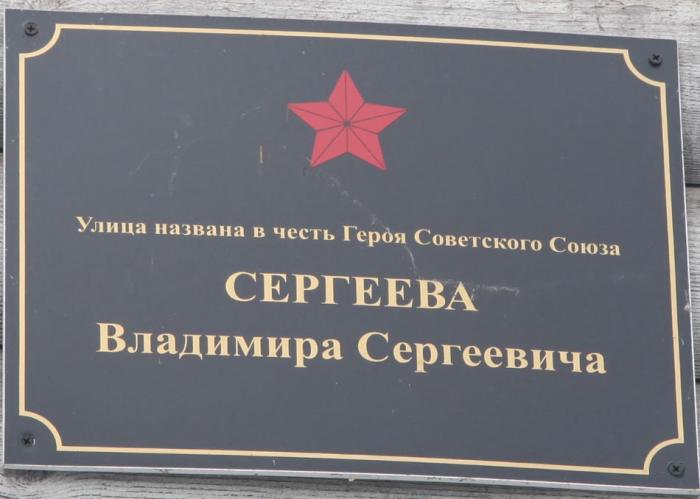 Улица названа в честь Героя Советского Союза
СЕРГЕЕВА
Владимира Сергеевича